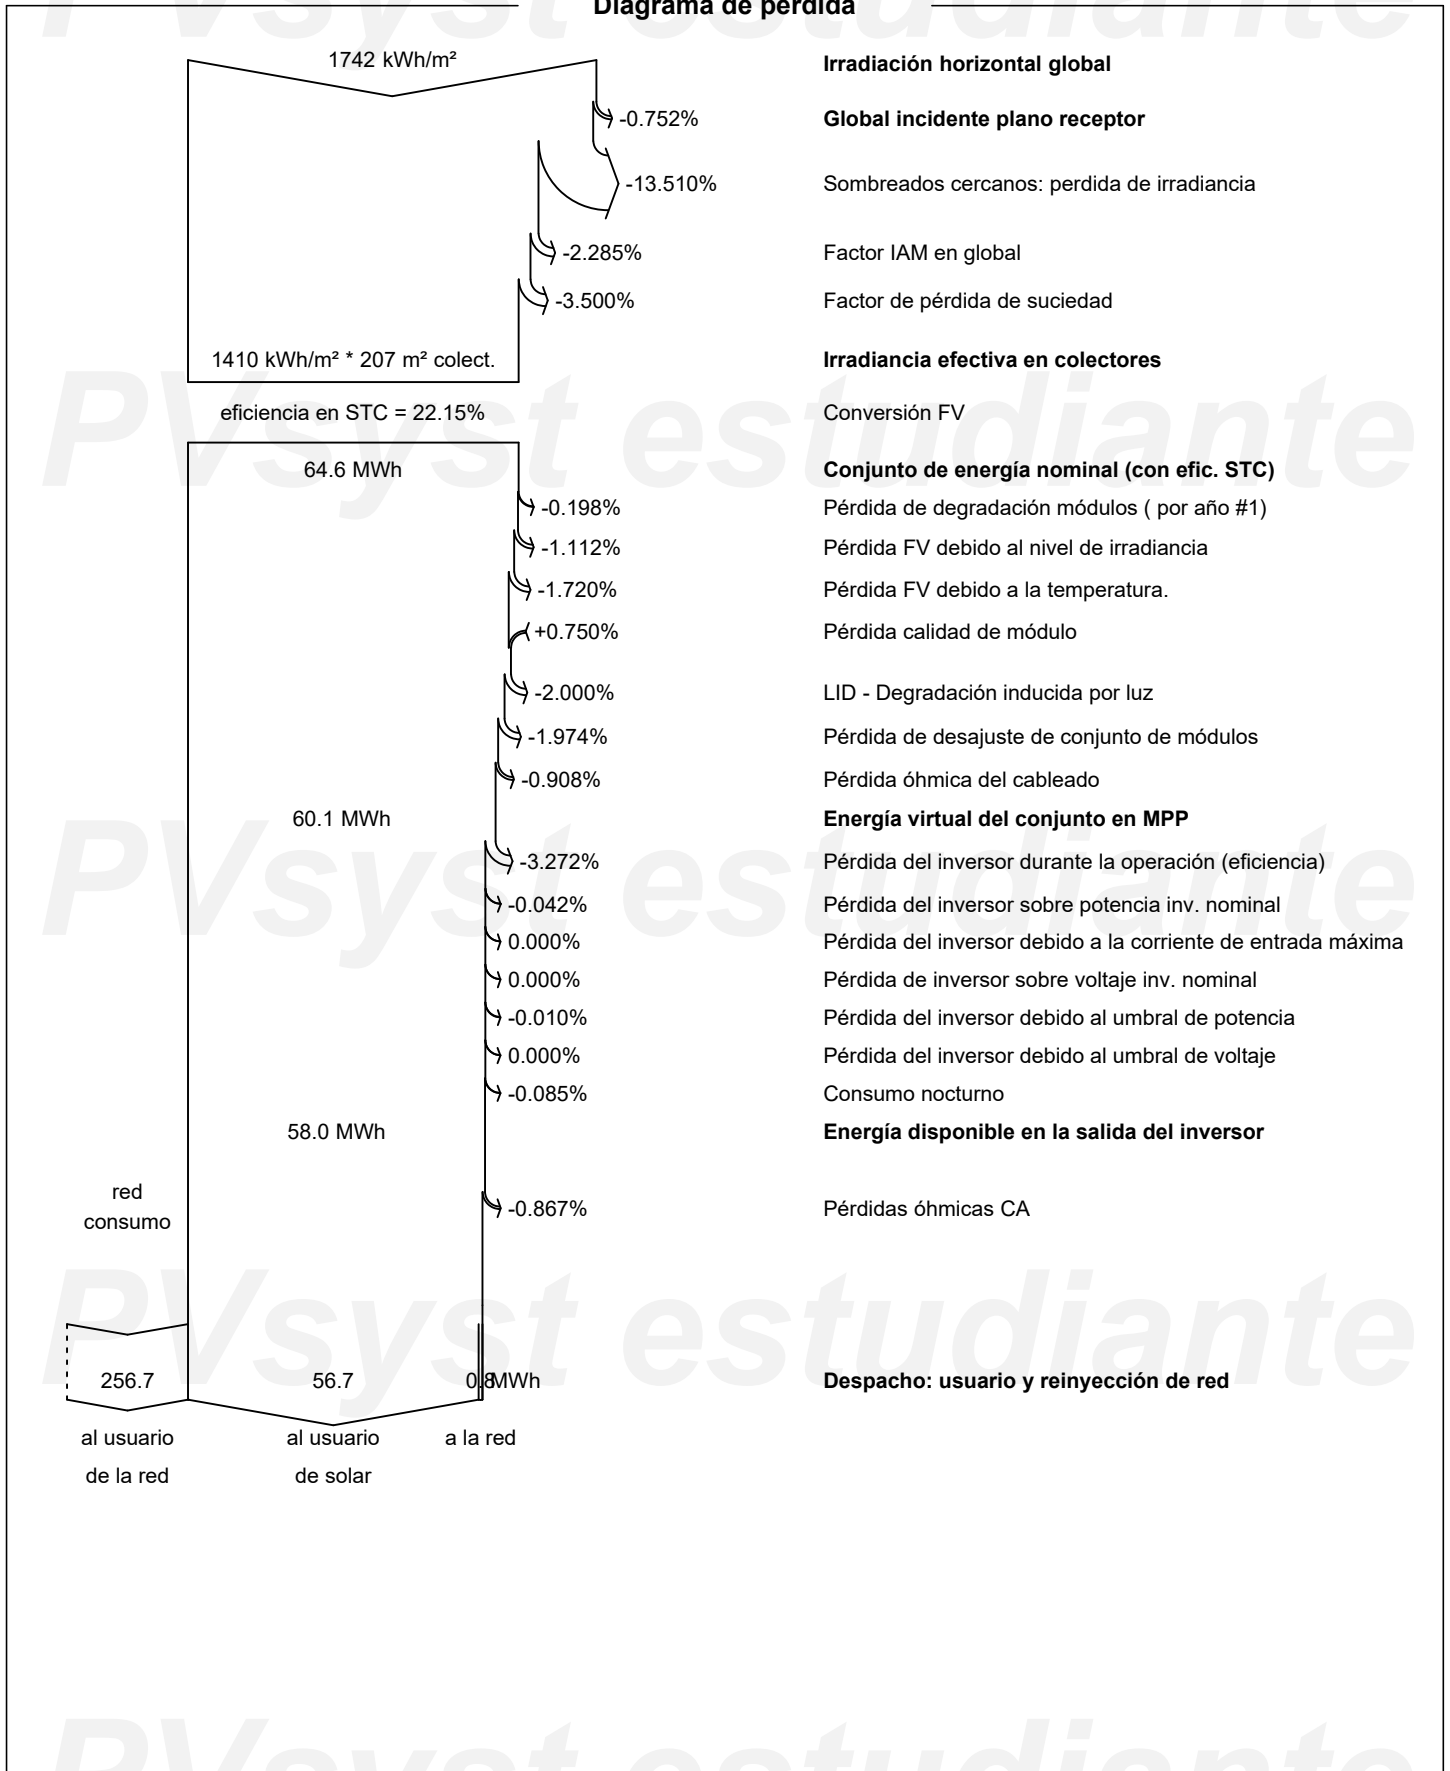 Diagrama de pérdida
1742 kWh/m²
Irradiación horizontal global
-0.752%
Global incidente plano receptor
-13.510%
Sombreados cercanos: perdida de irradiancia
-2.285%
Factor IAM en global
-3.500%
Factor de pérdida de suciedad
1410 kWh/m² * 207 m² colect.
Irradiancia efectiva en colectores
eficiencia en STC = 22.15%
Conversión FV
64.6 MWh
Conjunto de energía nominal (con efic. STC)
-0.198%
Pérdida de degradación módulos ( por año #1)
-1.112%
Pérdida FV debido al nivel de irradiancia
-1.720%
Pérdida FV debido a la temperatura.
+0.750%
Pérdida calidad de módulo
-2.000%
LID - Degradación inducida por luz
-1.974%
Pérdida de desajuste de conjunto de módulos
-0.908%
Pérdida óhmica del cableado
60.1 MWh
Energía virtual del conjunto en MPP
-3.272%
Pérdida del inversor durante la operación (eficiencia)
-0.042%
Pérdida del inversor sobre potencia inv. nominal
0.000%
Pérdida del inversor debido a la corriente de entrada máxima
0.000%
Pérdida de inversor sobre voltaje inv. nominal
-0.010%
Pérdida del inversor debido al umbral de potencia
0.000%
Pérdida del inversor debido al umbral de voltaje
-0.085%
Consumo nocturno
58.0 MWh
Energía disponible en la salida del inversor
red
consumo
-0.867%
Pérdidas óhmicas CA
256.7
56.7
0.8MWh
Despacho: usuario y reinyección de red
al usuario
de la red
al usuario
de solar
a la red
PVsyst estudiante
PVsyst estudiante
PVsyst estudiante
PVsyst estudiante
PVsyst estudiante